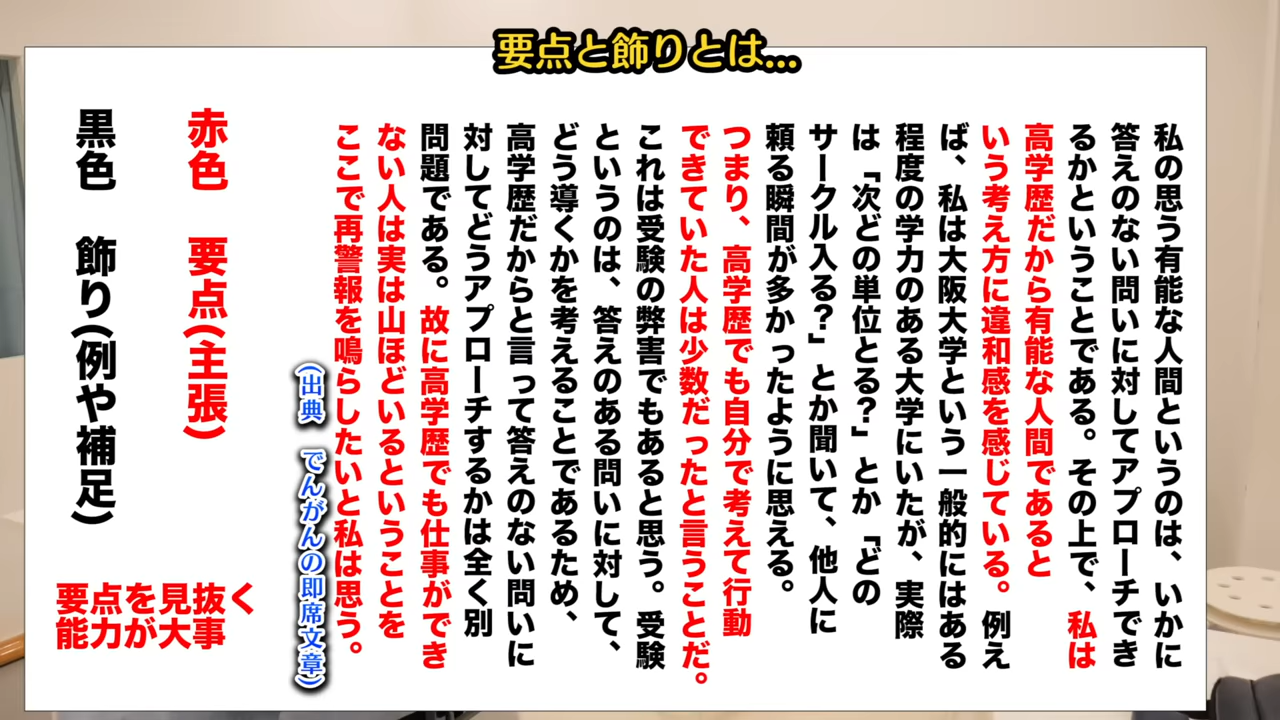 要点と飾りとは...
私の思う有能な人間というのは、いかに
答えのない問いに対してアプローチでき
るかということである。その上で、私は
高学歴だから有能な人間であると
いう考え方に違和感を感じている。例え
ば、私は大阪大学という一般的にはある
程度の学力のある大学にいたが、実際
は「次どの単位とる?」とか「どの
サークル入る?」とか聞いて、他人に
頼る瞬間が多かったように思える。
つまり、高学歴でも自分で考えて行動
できていた人は少数だったと言うことだ。
これは受験の弊害でもあると思う。受験
というのは、答えのある問いに対して、
どう導くかを考えることであるため、
高学歴だからと言って答えのない問いに
対してどうアプローチするかは全く別
問題である。故に高学歴でも仕事ができ
ない人は実は山ほどいるということを
ここで再警報を鳴らしたいと私は思う。
(出典 でんがんの即席文章)
赤色 要点(主張)
黒色 飾り(例や補足)
要点を見抜く
能力が大事